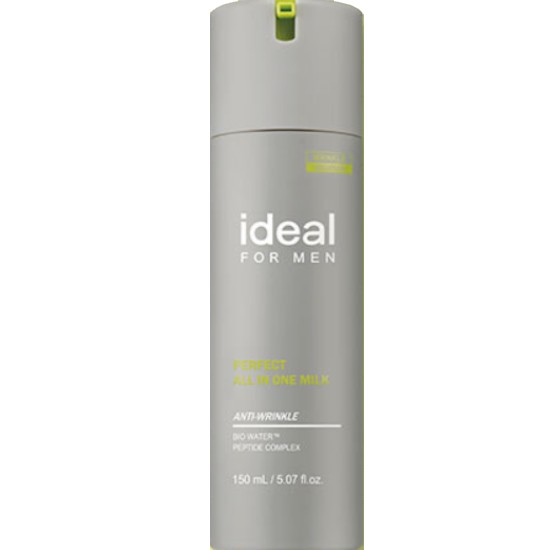 ideal
FOR MEN
PERFECT
ALL IN ONE MILK
ANTI-WRINKLE
BIO WATER™
PEPTIDE COMPLEX
150 mL / 5.07 fl.oz.